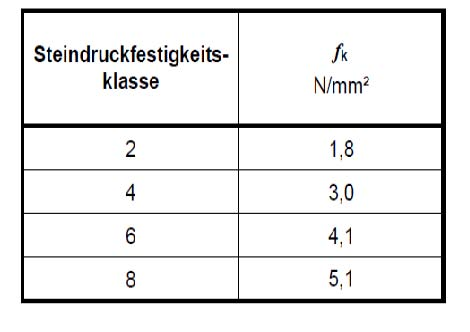 Steindruckfestigkeits-
klasse
fk
N/mm²
2 1,8
4 3,0
6 4,1
8 5,1